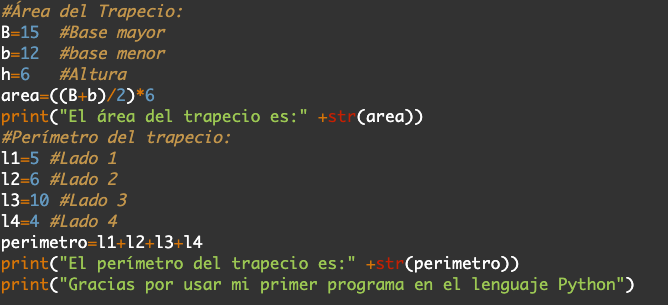 #Área del Trapecio:
B=15  #Base mayor
b=12  #base menor
h=6   #Altura
area=((B+b)/2)*6
print("El área del trapecio es:" +str(area))
#Perímetro del trapecio:
l1=5 #Lado 1
l2=6 #Lado 2
l3=10 #Lado 3
l4=4 #Lado 4
perimetro=l1+l2+l3+l4
print("El perímetro del trapecio es:" +str(perimetro))
print("Gracias por usar mi primer programa en el lenguaje Python")